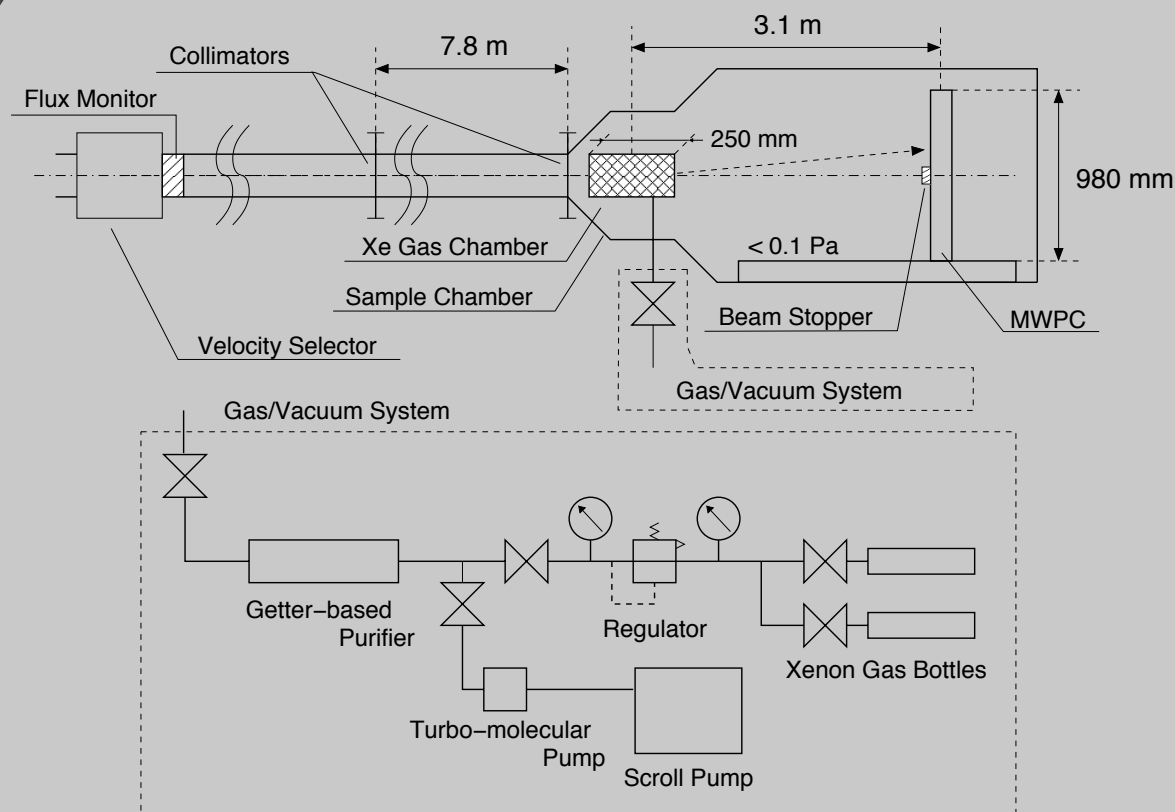 3.1 m
7.8 m
Collimators
Flux Monitor
250 mm
980 mm
Xe Gas Chamber
< 0.1 Pa
Sample Chamber
Beam Stopper
MWPC
Velocity Selector
Gas/Vacuum System
Gas/Vacuum System
Getter−based
Purifier
Regulator
Xenon Gas Bottles
Turbo−molecular
Pump
Scroll Pump